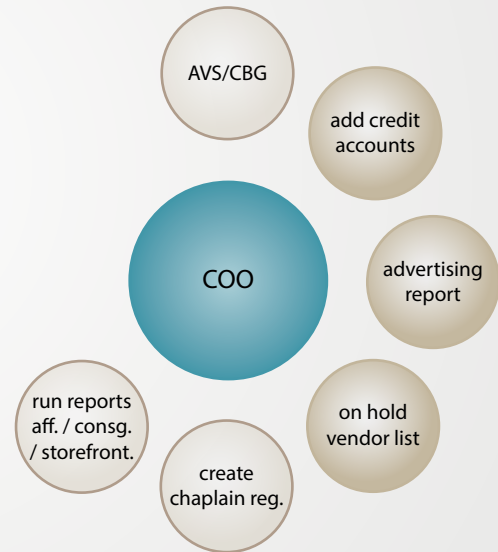 AVS/CBG
add credit
accounts
COO
advertising
report
on hold
vendor list
run reports
aff. / consg.
/ storefront.
create
chaplain reg.